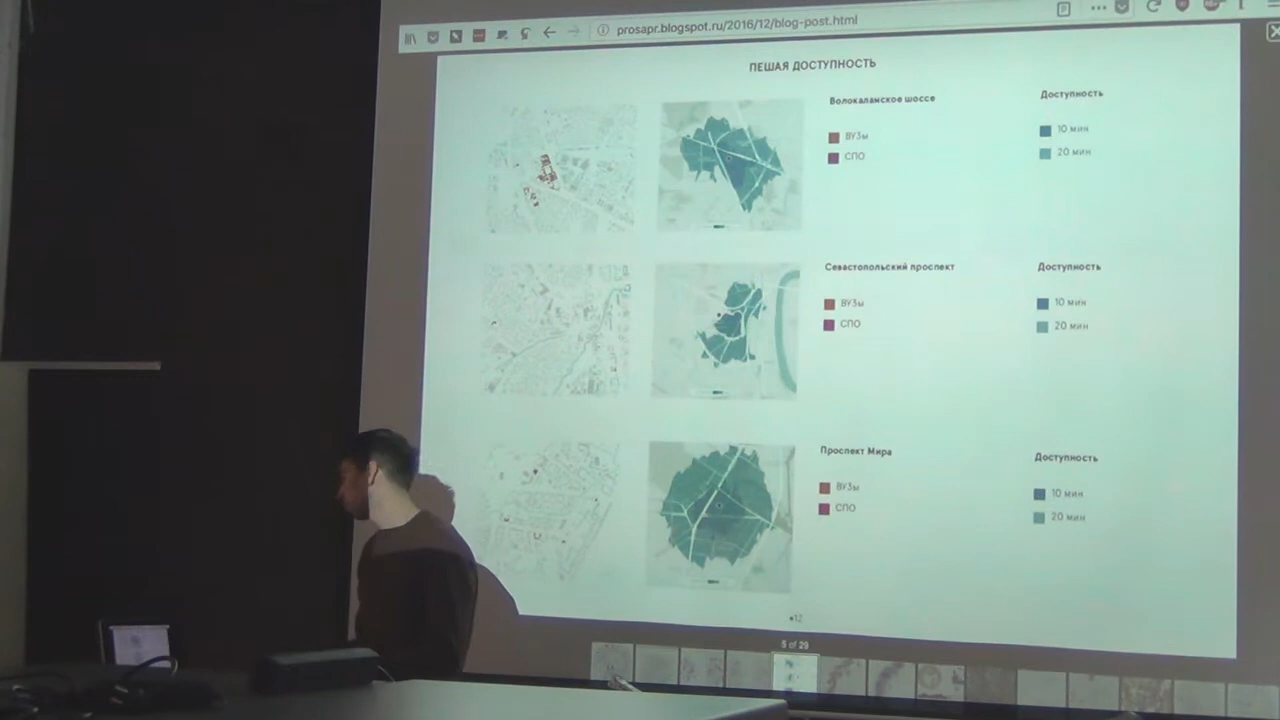 prosapr.blogspot.ru/2016/12/blog-post.html
ПЕШАЯ ДОСТУПНОСТЬ
Волокаламское шоссе
Доступность
ВУЗы
10 мин
СПО
20 мин
Севастопольский проспект
Доступность
ВУЗы
10 мин
СПО
20 мин
Проспект Мира
Доступность
ВУЗы
10 мин
СПО
20 мин
•12
5 of 29